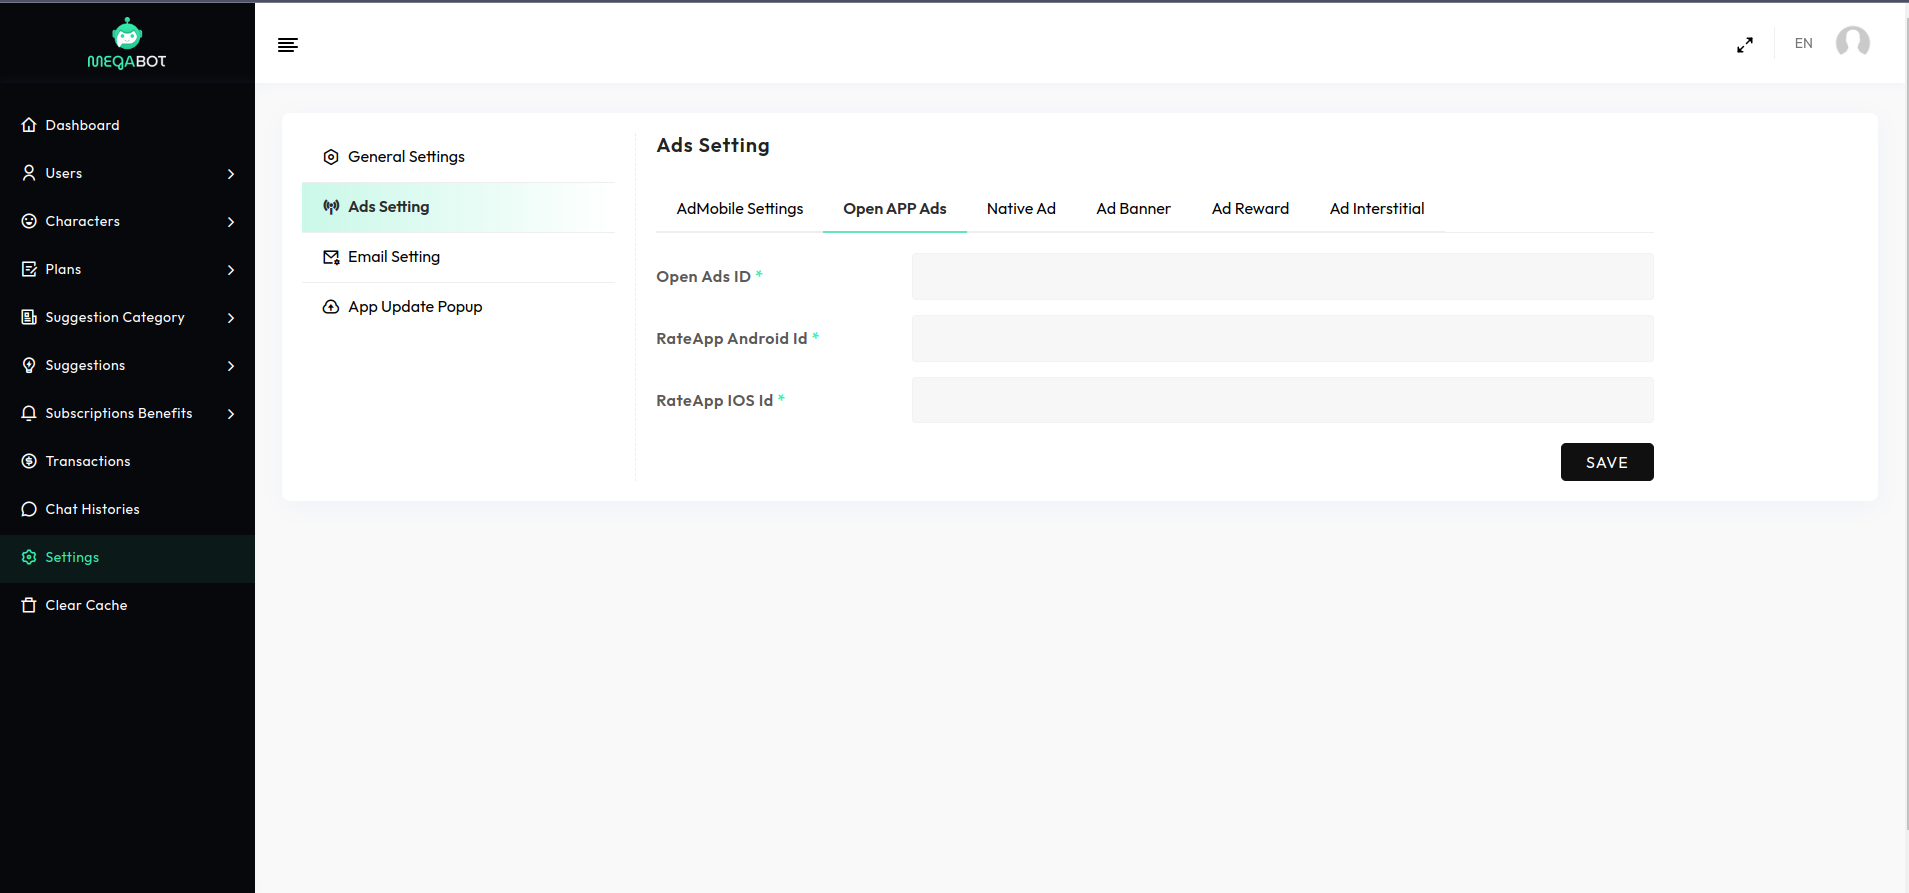 MEGABOT
EN
Dashboard
Users
Characters
Plans
Suggestion Category
Suggestions
Subscriptions Benefits
Transactions
Chat Histories
Settings
Clear Cache
General Settings
Ads Setting
Email Setting
App Update Popup
Ads Setting
AdMobile Settings Open APP Ads Native Ad Ad Banner Ad Reward Ad Interstitial
Open Ads ID *
RateApp Android Id *
RateApp IOS Id *
SAVE